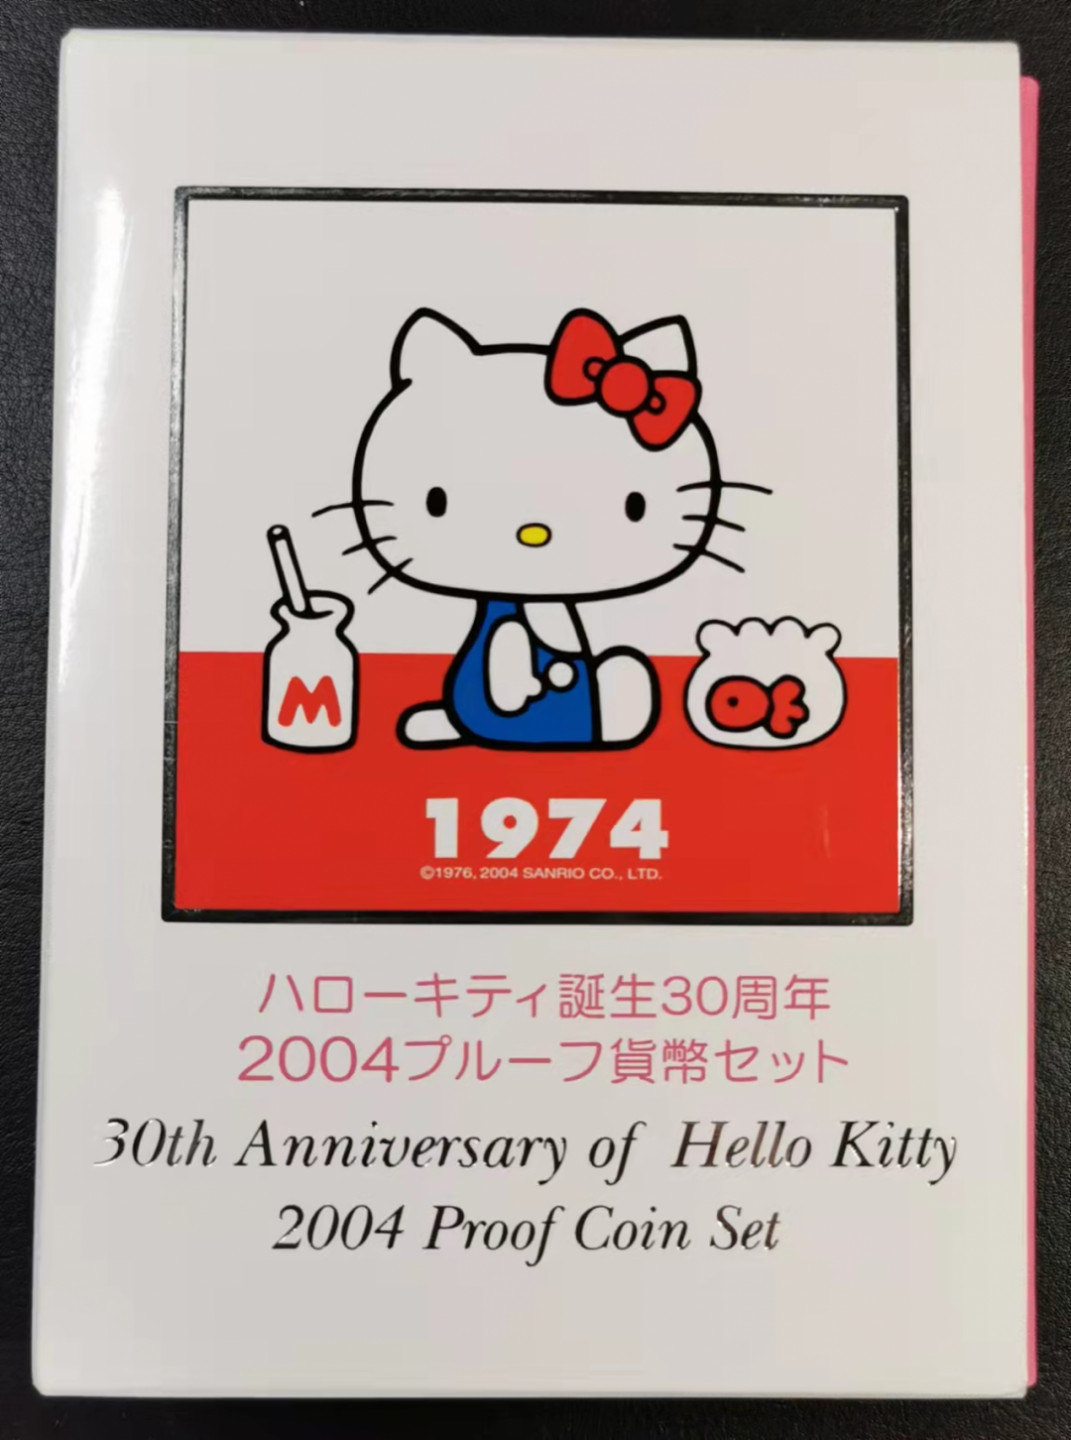 M
1974
©1976, 2004 SANRIO CO., LTD.
ハローキティ誕生30周年
2004プルーフ貨幣セット
30th Anniversary of Hello Kitty
2004 Proof Coin Set